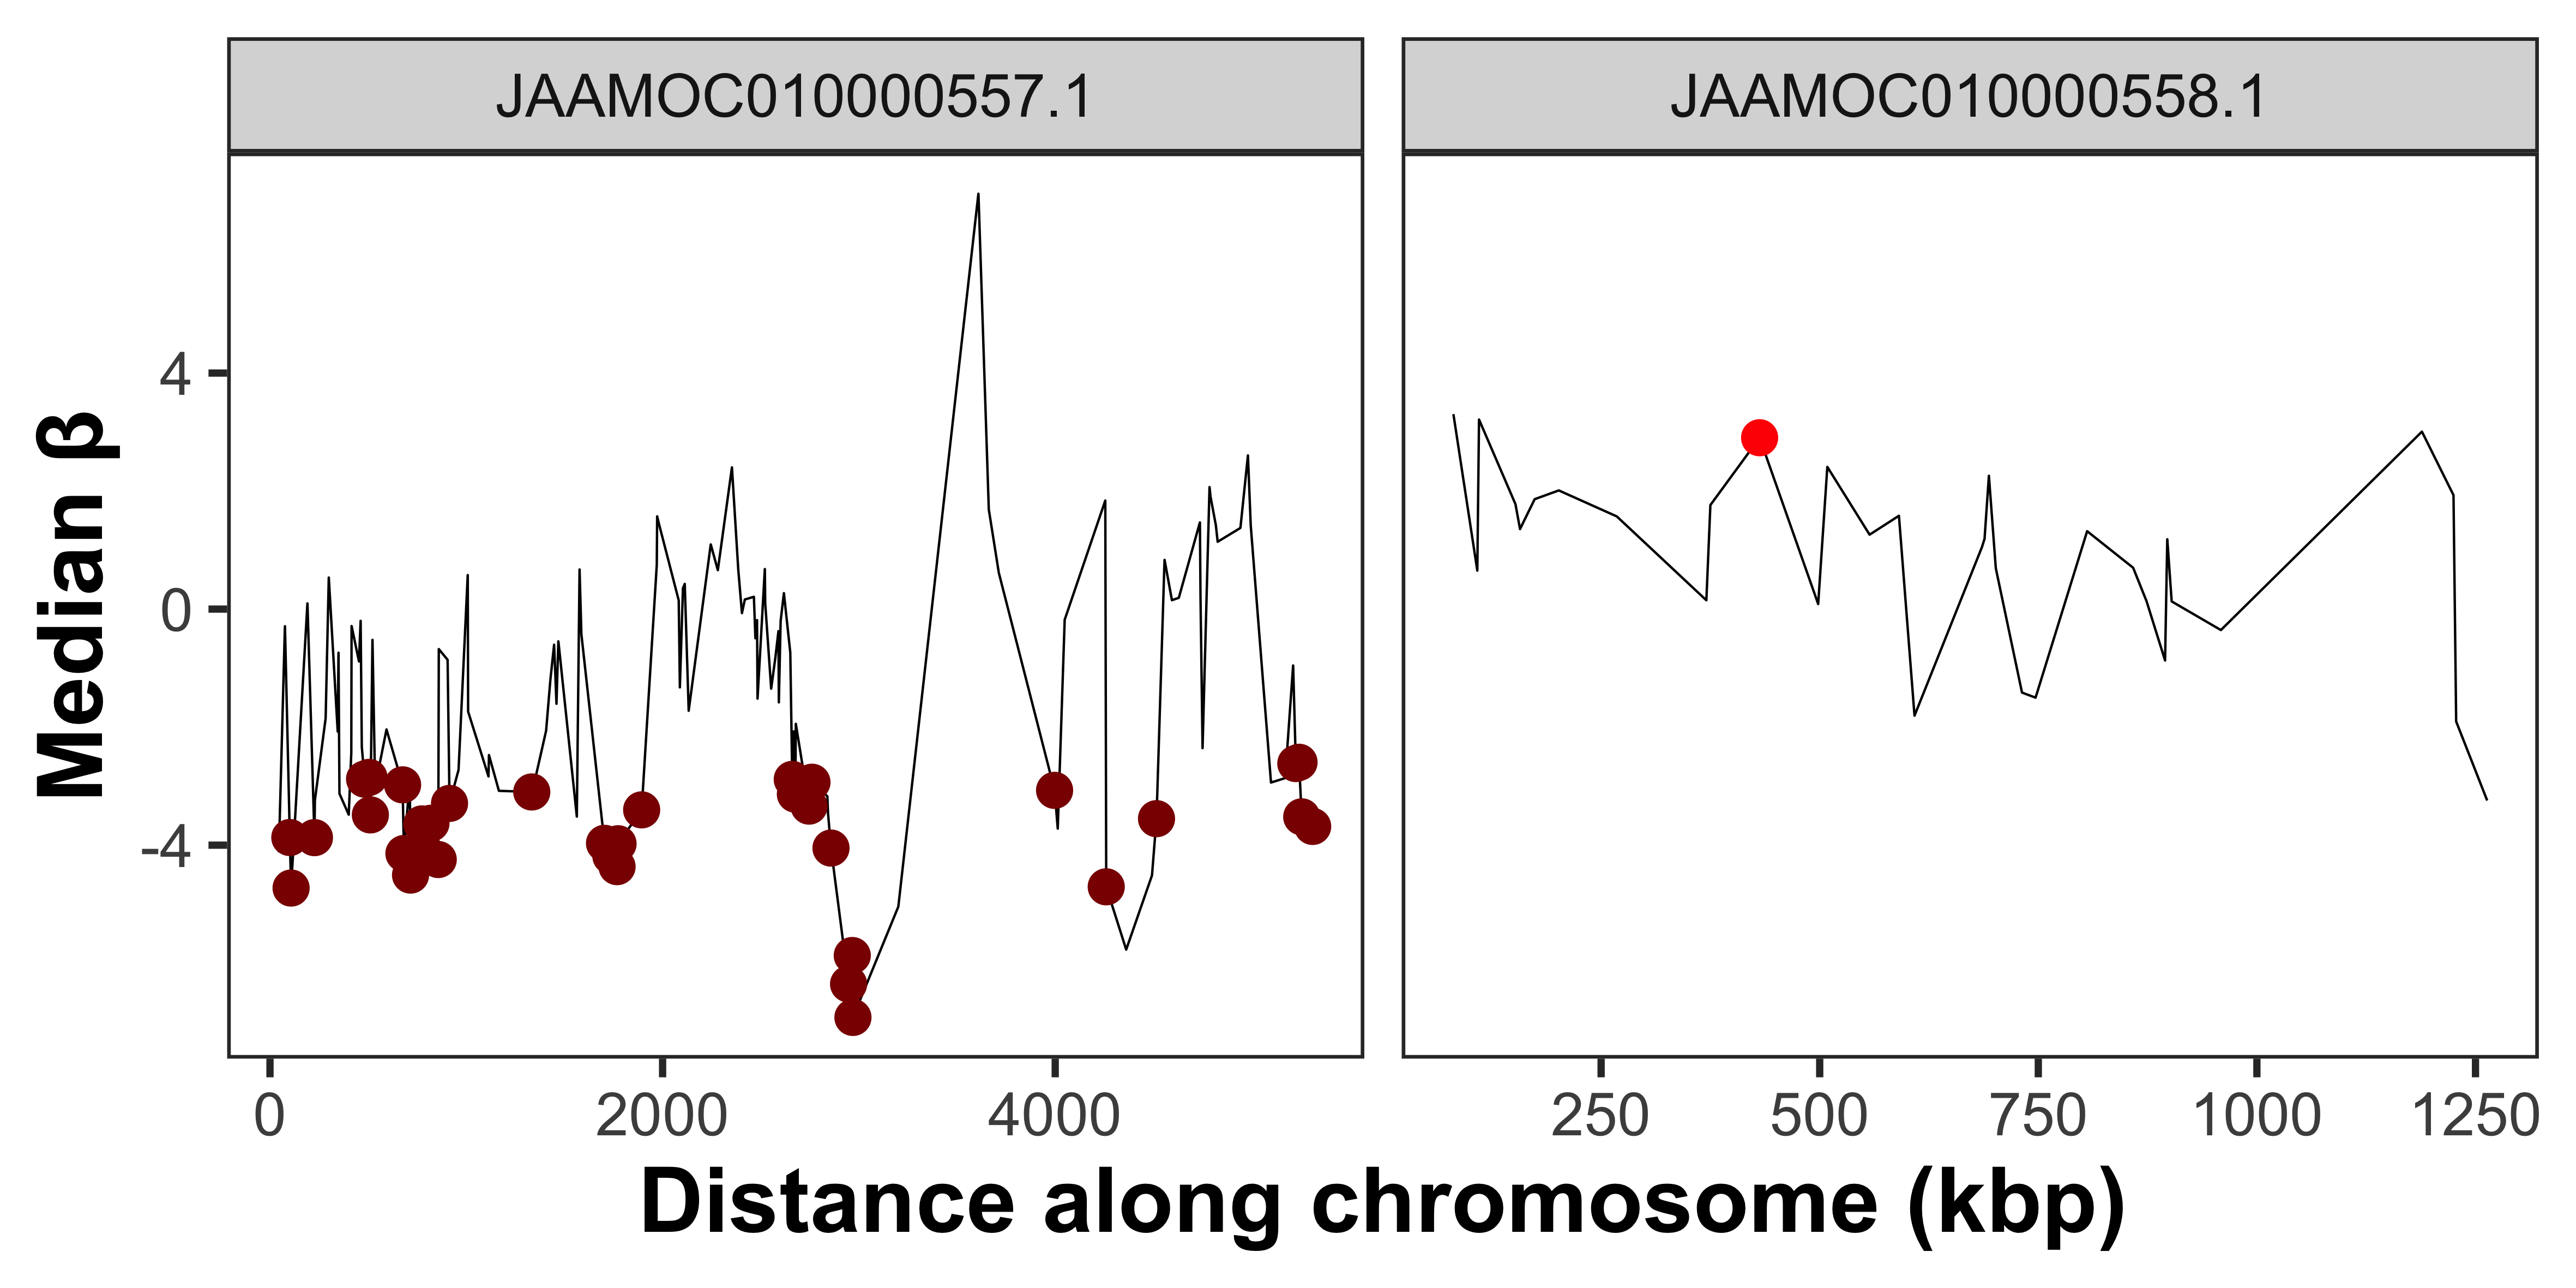 JAAMOC010000557.1
JAAMOC010000558.1
Median β
4
0
-4
0 2000 4000
250 500 750 1000 1250
Distance along chromosome (kbp)